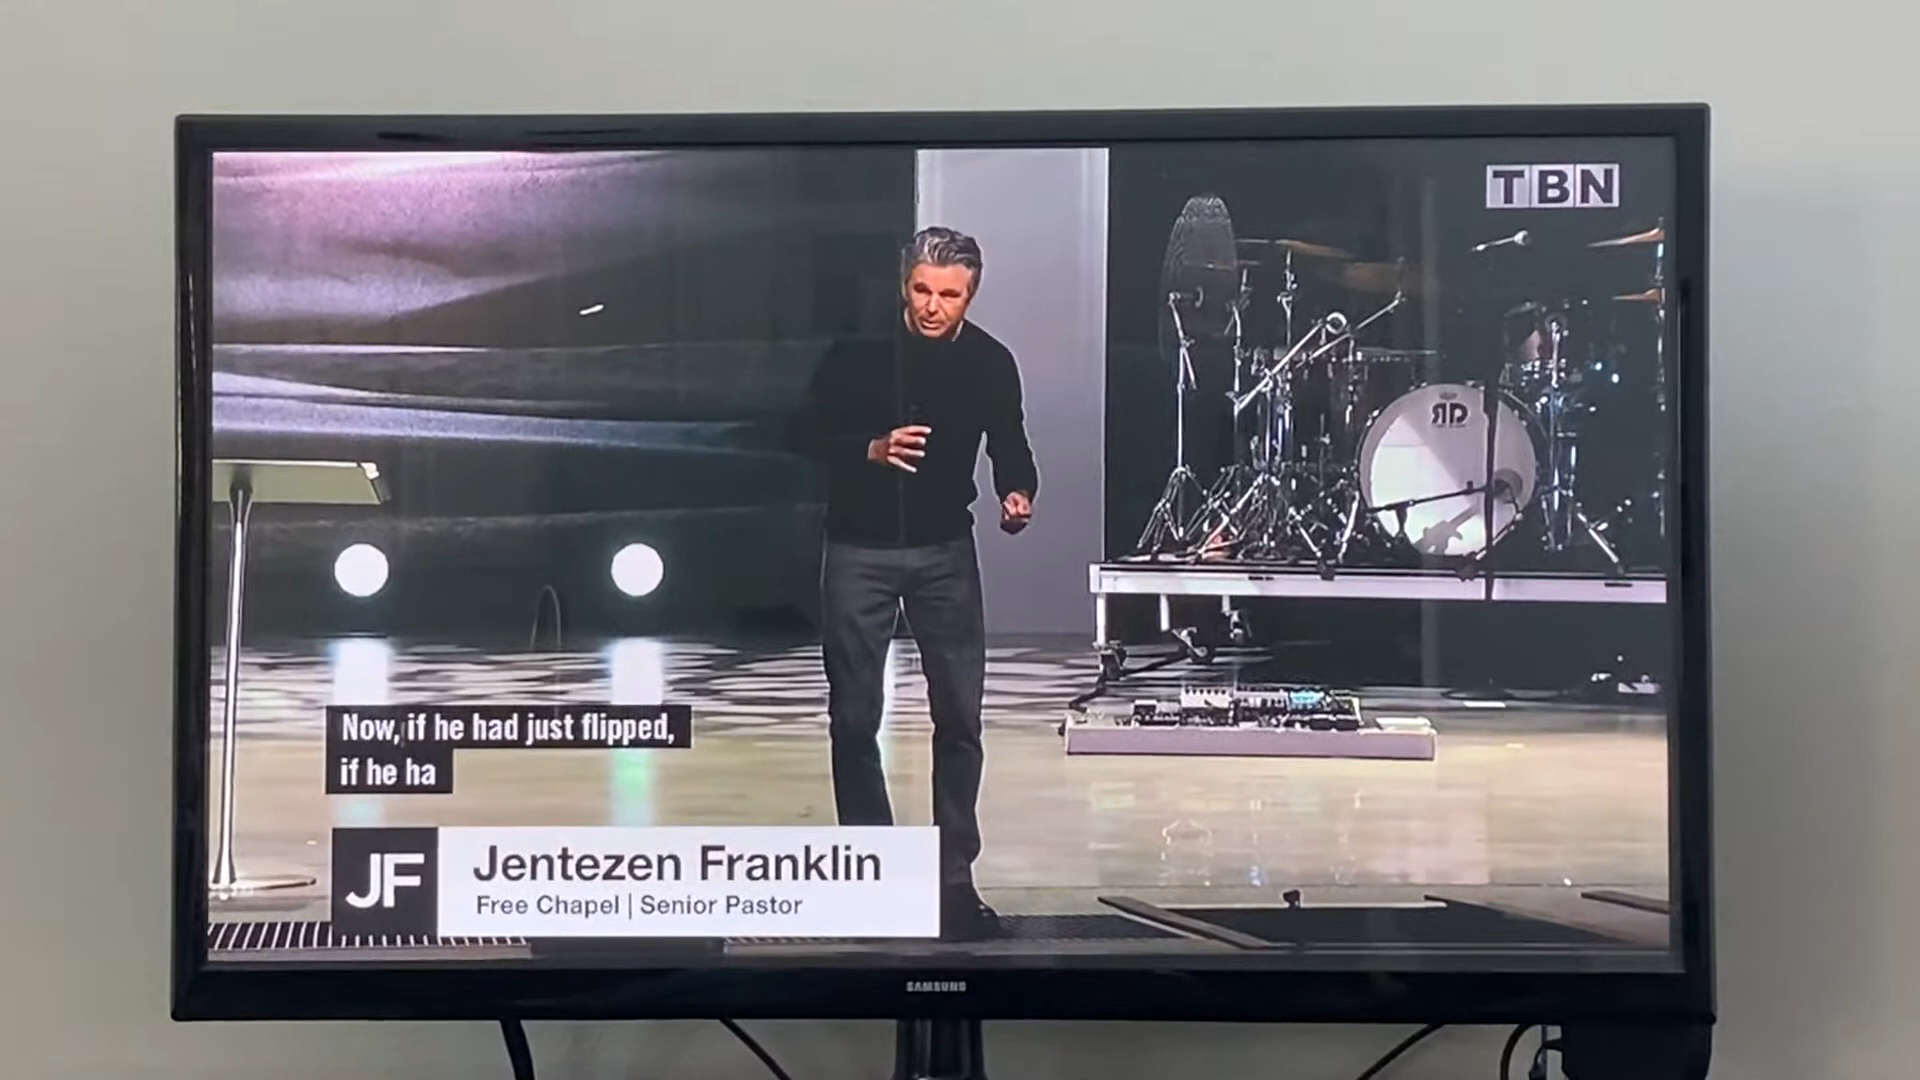 TBN
Now, if he had just flipped,
if he ha
JF
Jentezen Franklin
Free Chapel | Senior Pastor
SAMSUNG